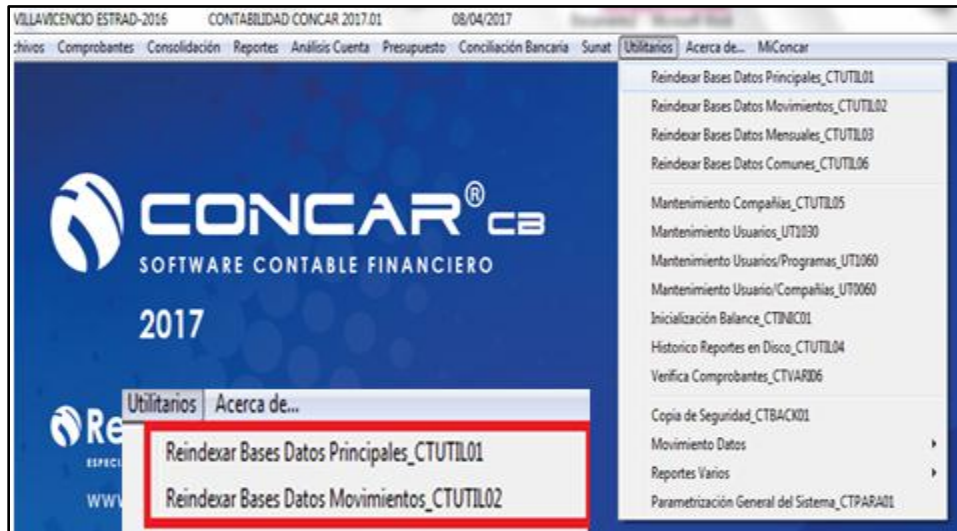 VILLAVICENCIO ESTRAD-2016 CONTABILIDAD CONCAR 2017.01 08/04/2017
chivos Comprobantes Consolidación Reportes Análisis Cuenta Presupuesto Conciliación Bancaria Sunat Utilitarios Acerca de... MiConcar
Reindexar Bases Datos Principales_CTUTIL01
Reindexar Bases Datos Movimientos_CTUTIL02
Reindexar Bases Datos Mensuales_CTUTIL03
Reindexar Bases Datos Comunes_CTUTIL06
Mantenimiento Compañías_CTUTIL05
Mantenimiento Usuarios_UT1030
Mantenimiento Usuarios/Programas_UT1060
Mantenimiento Usuario/Compañias_UT0060
Inicialización Balance_CTINIC01
Historico Reportes en Disco_CTUTIL04
Verifica Comprobantes_CTVARI06
Copia de Seguridad_CTBACK01
Movimiento Datos
Reportes Varios
Parametrización General del Sistema_CTPARA01
CONCAR® CB
SOFTWARE CONTABLE FINANCIERO
2017
Re
ESPECI
WWW
Utilitarios Acerca de...
Reindexar Bases Datos Principales_CTUTIL01
Reindexar Bases Datos Movimientos_CTUTIL02